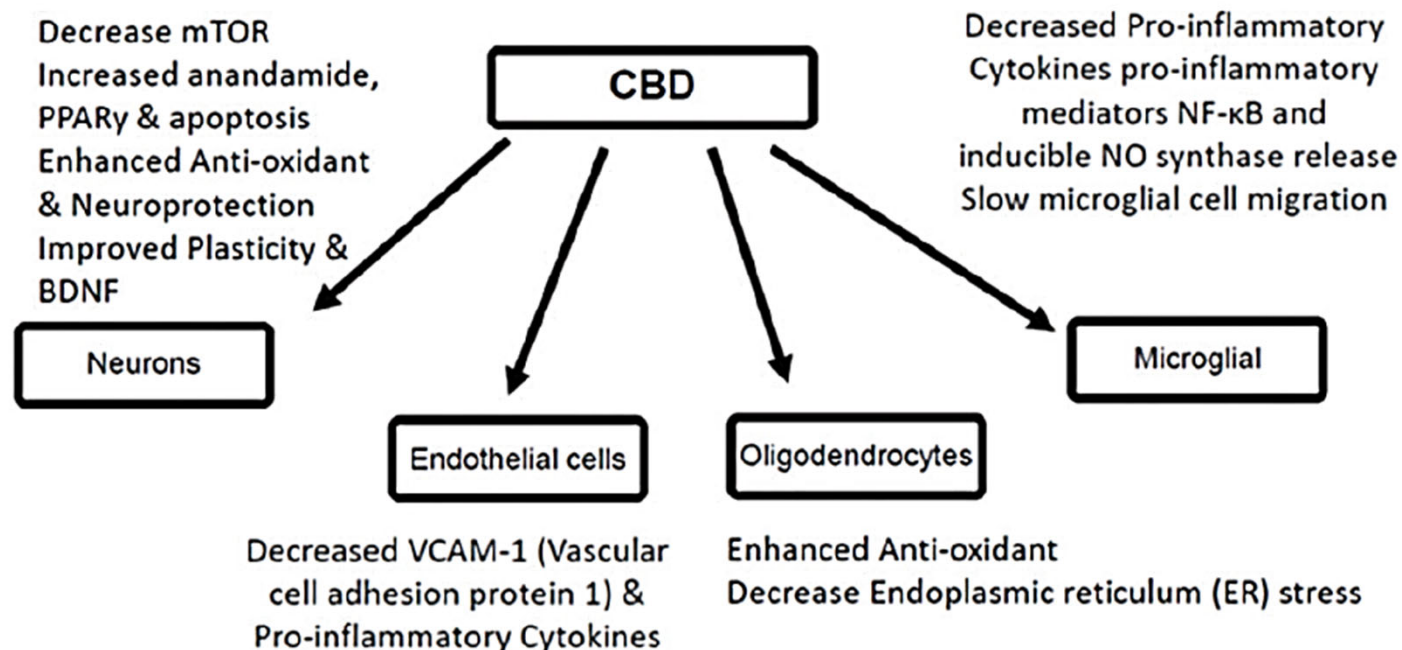 Decrease mTOR
Increased anandamide,
PPARγ & apoptosis
Enhanced Anti-oxidant
& Neuroprotection
Improved Plasticity &
BDNF
CBD
Decreased Pro-inflammatory
Cytokines pro-inflammatory
mediators NF-κB and
inducible NO synthase release
Slow microglial cell migration
Neurons
Microglial
Endothelial cells
Oligodendrocytes
Decreased VCAM-1 (Vascular
cell adhesion protein 1) &
Pro-inflammatory Cytokines
Enhanced Anti-oxidant
Decrease Endoplasmic reticulum (ER) stress